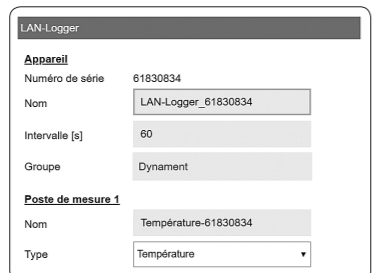 LAN-Logger
Appareil
Numéro de série 61830834
Nom LAN-Logger_61830834
Intervalle [s] 60
Groupe Dynament
Poste de mesure 1
Nom Température-61830834
Type Température